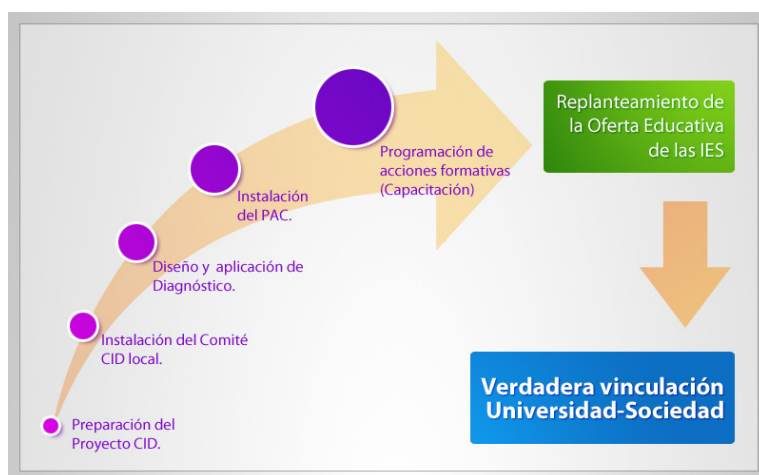 Replanteamiento de
la Oferta Educativa
de las IES
Programación de
acciones formativas
(Capacitación)
Instalación
del PAC.
Diseño y aplicación de
Diagnóstico.
Instalación del Comité
CID local.
Preparación del
Proyecto CID.
Verdadera vinculación
Universidad-Sociedad